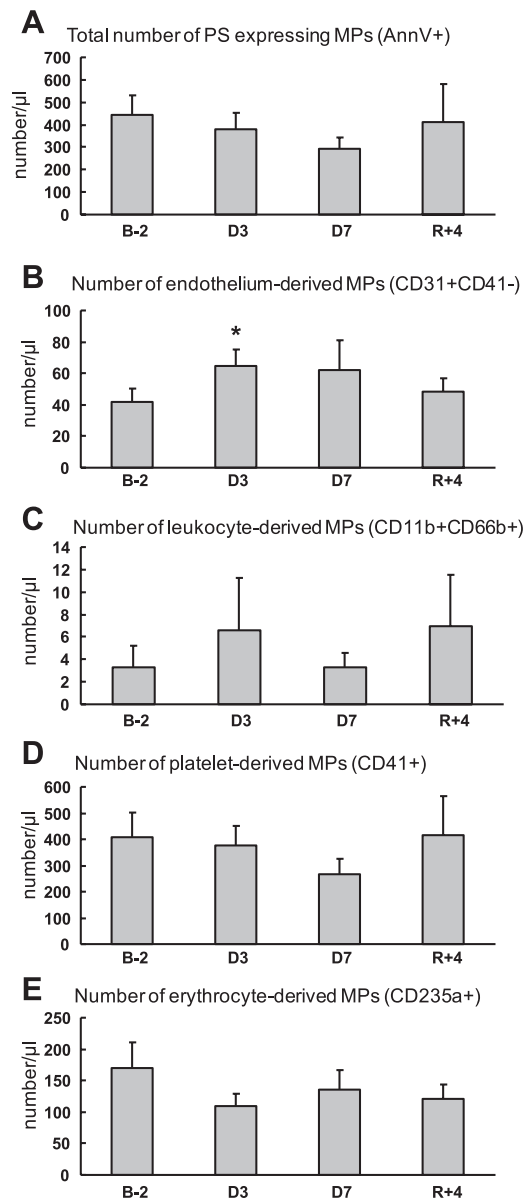 A
Total number of PS expressing MPs (AnnV+)
number/µl
700
600
500
400
300
200
100
0
B-2 D3 D7 R+4
B
Number of endothelium-derived MPs (CD31+CD41-)
number/µl
100
80
60
40
20
0
*
B-2 D3 D7 R+4
C
Number of leukocyte-derived MPs (CD11b+CD66b+)
number/µl
14
12
10
8
6
4
2
0
B-2 D3 D7 R+4
D
Number of platelet-derived MPs (CD41+)
number/µl
600
500
400
300
200
100
0
B-2 D3 D7 R+4
E
Number of erythrocyte-derived MPs (CD235a+)
number/µl
250
200
150
100
50
0
B-2 D3 D7 R+4